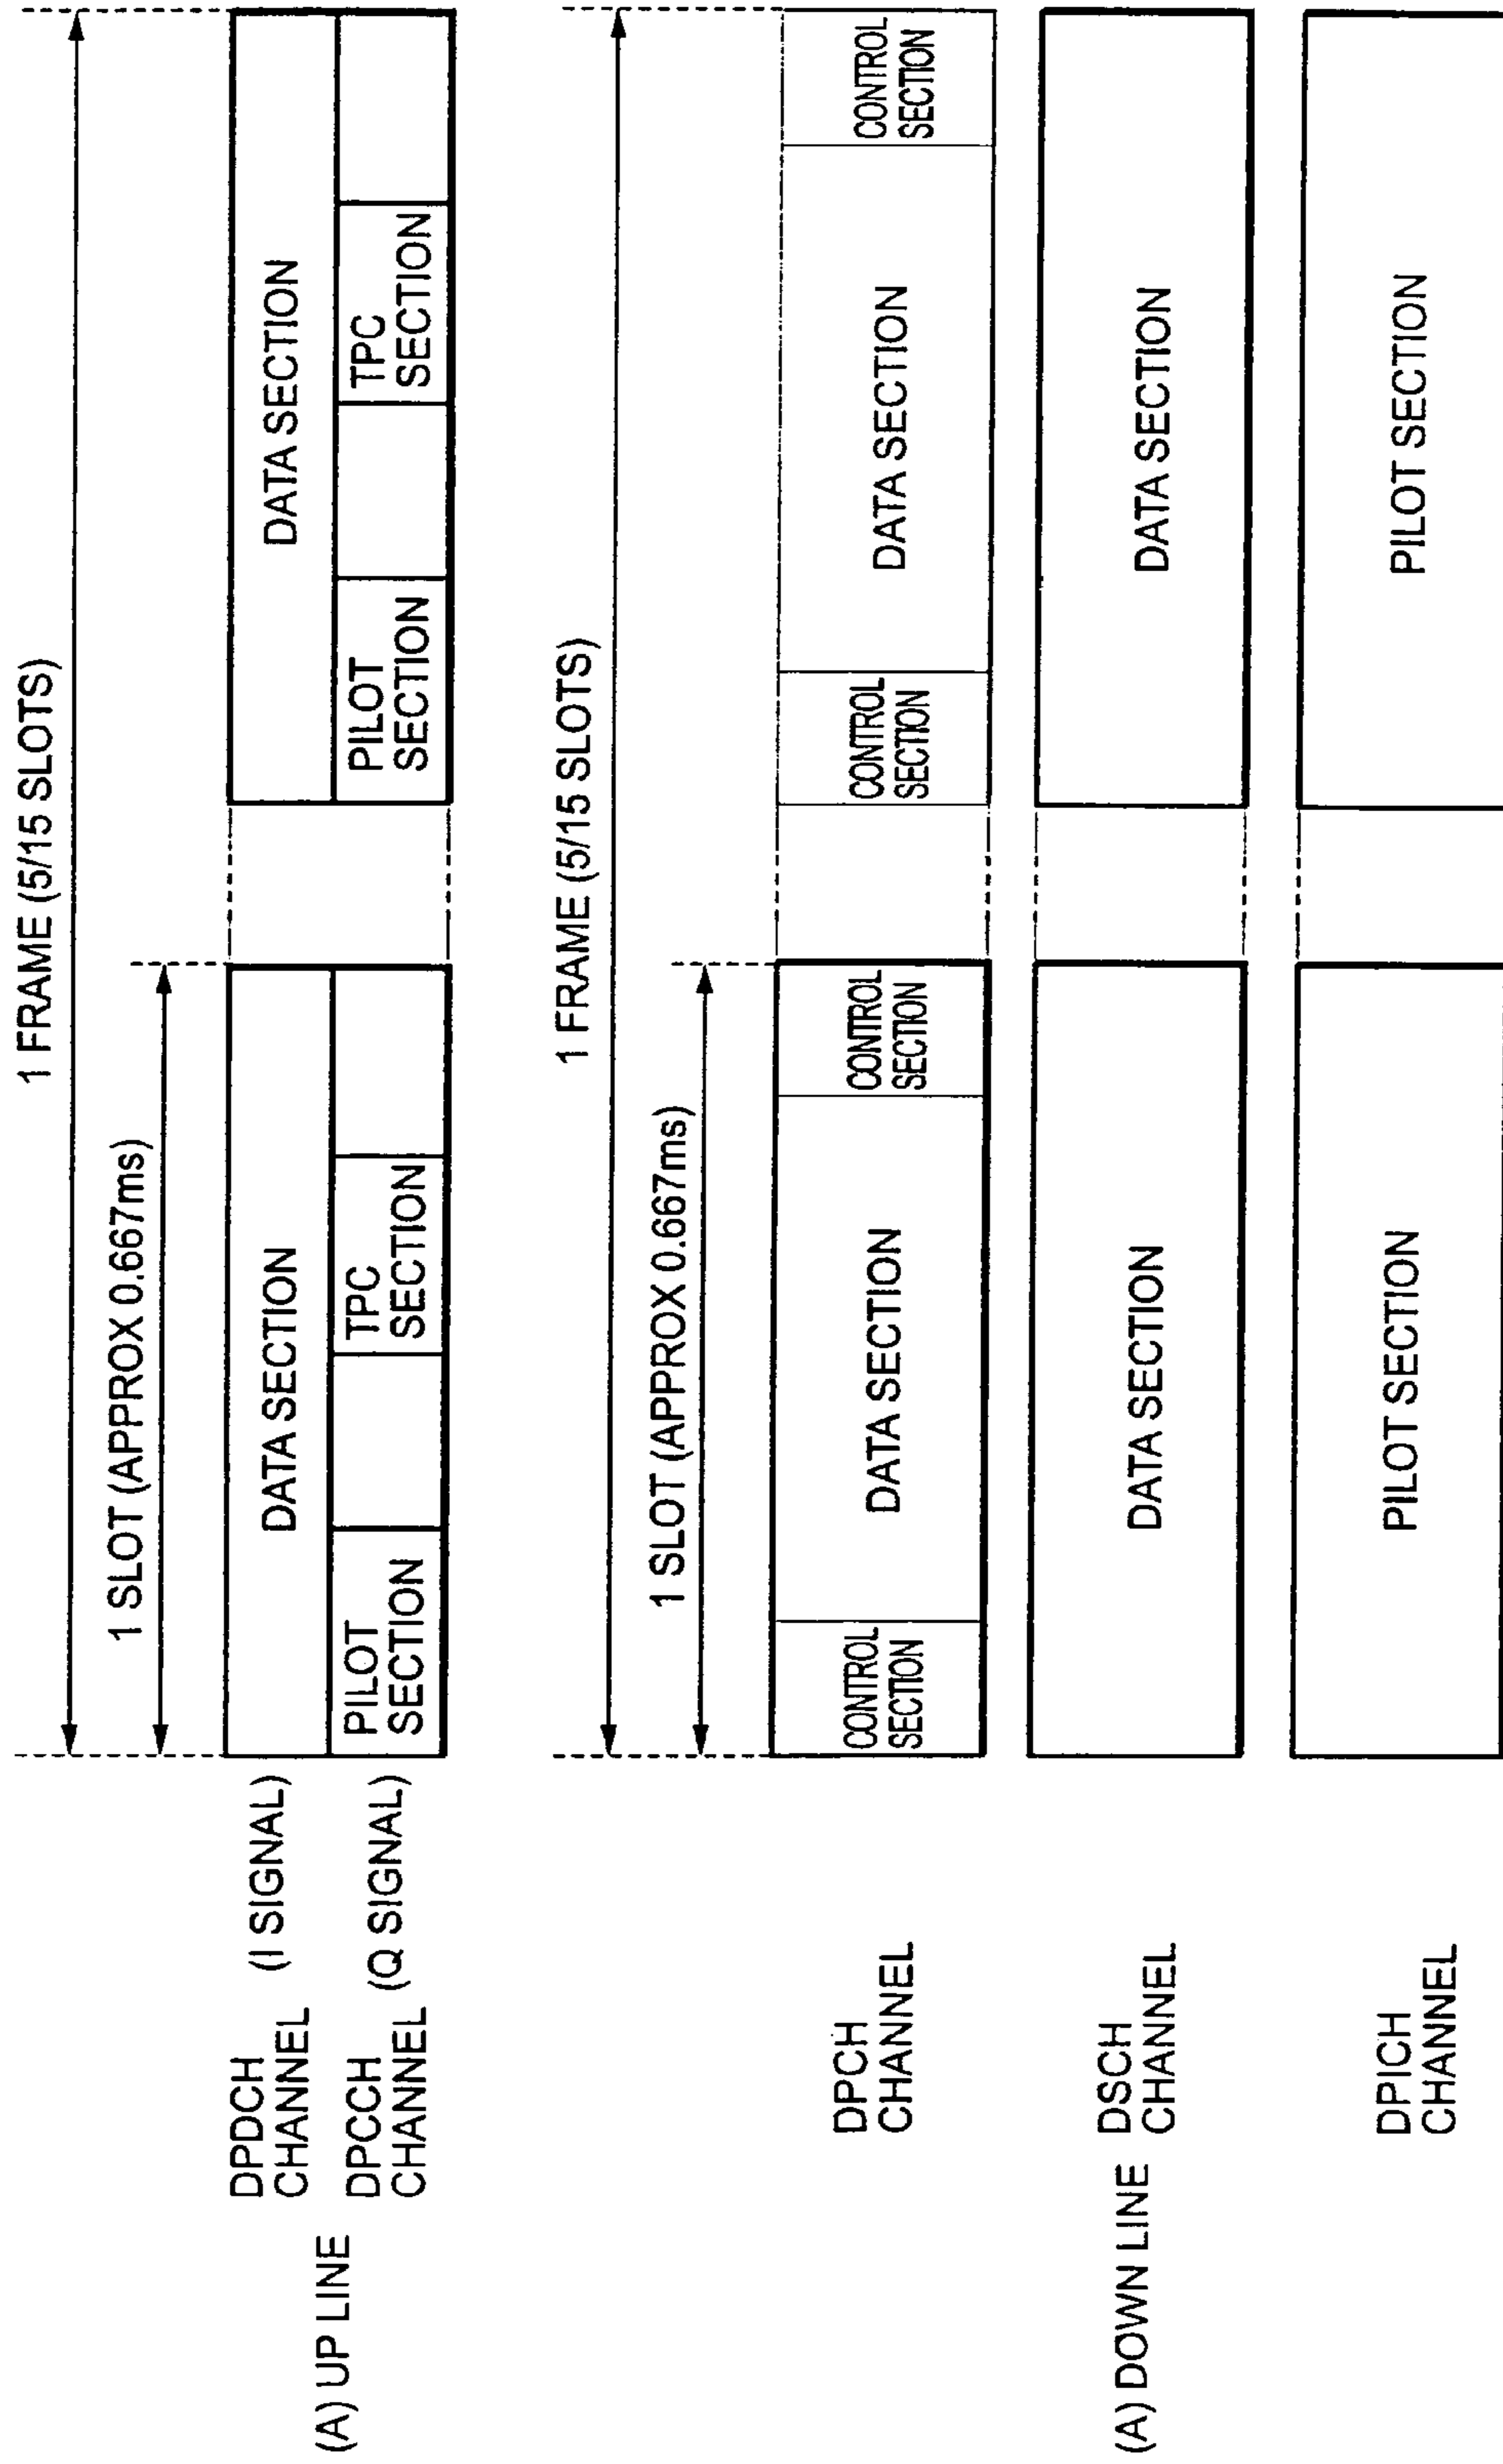 1 FRAME (5/15 SLOTS)
1 SLOT (APPROX 0.667ms)
(A) UP LINE
DPDCH
CHANNEL
(I SIGNAL)
DATA SECTION
DATA SECTION
DPCCH
CHANNEL
(Q SIGNAL)
PILOT
SECTION
TPC
SECTION
PILOT
SECTION
TPC
SECTION
1 FRAME (5/15 SLOTS)
1 SLOT (APPROX 0.667ms)
DPCH
CHANNEL
CONTROL
SECTION
DATA SECTION
CONTROL
SECTION
CONTROL
SECTION
DATA SECTION
CONTROL
SECTION
(A) DOWN LINE
DSCH
CHANNEL
DATA SECTION
DATA SECTION
DPICH
CHANNEL
PILOT SECTION
PILOT SECTION